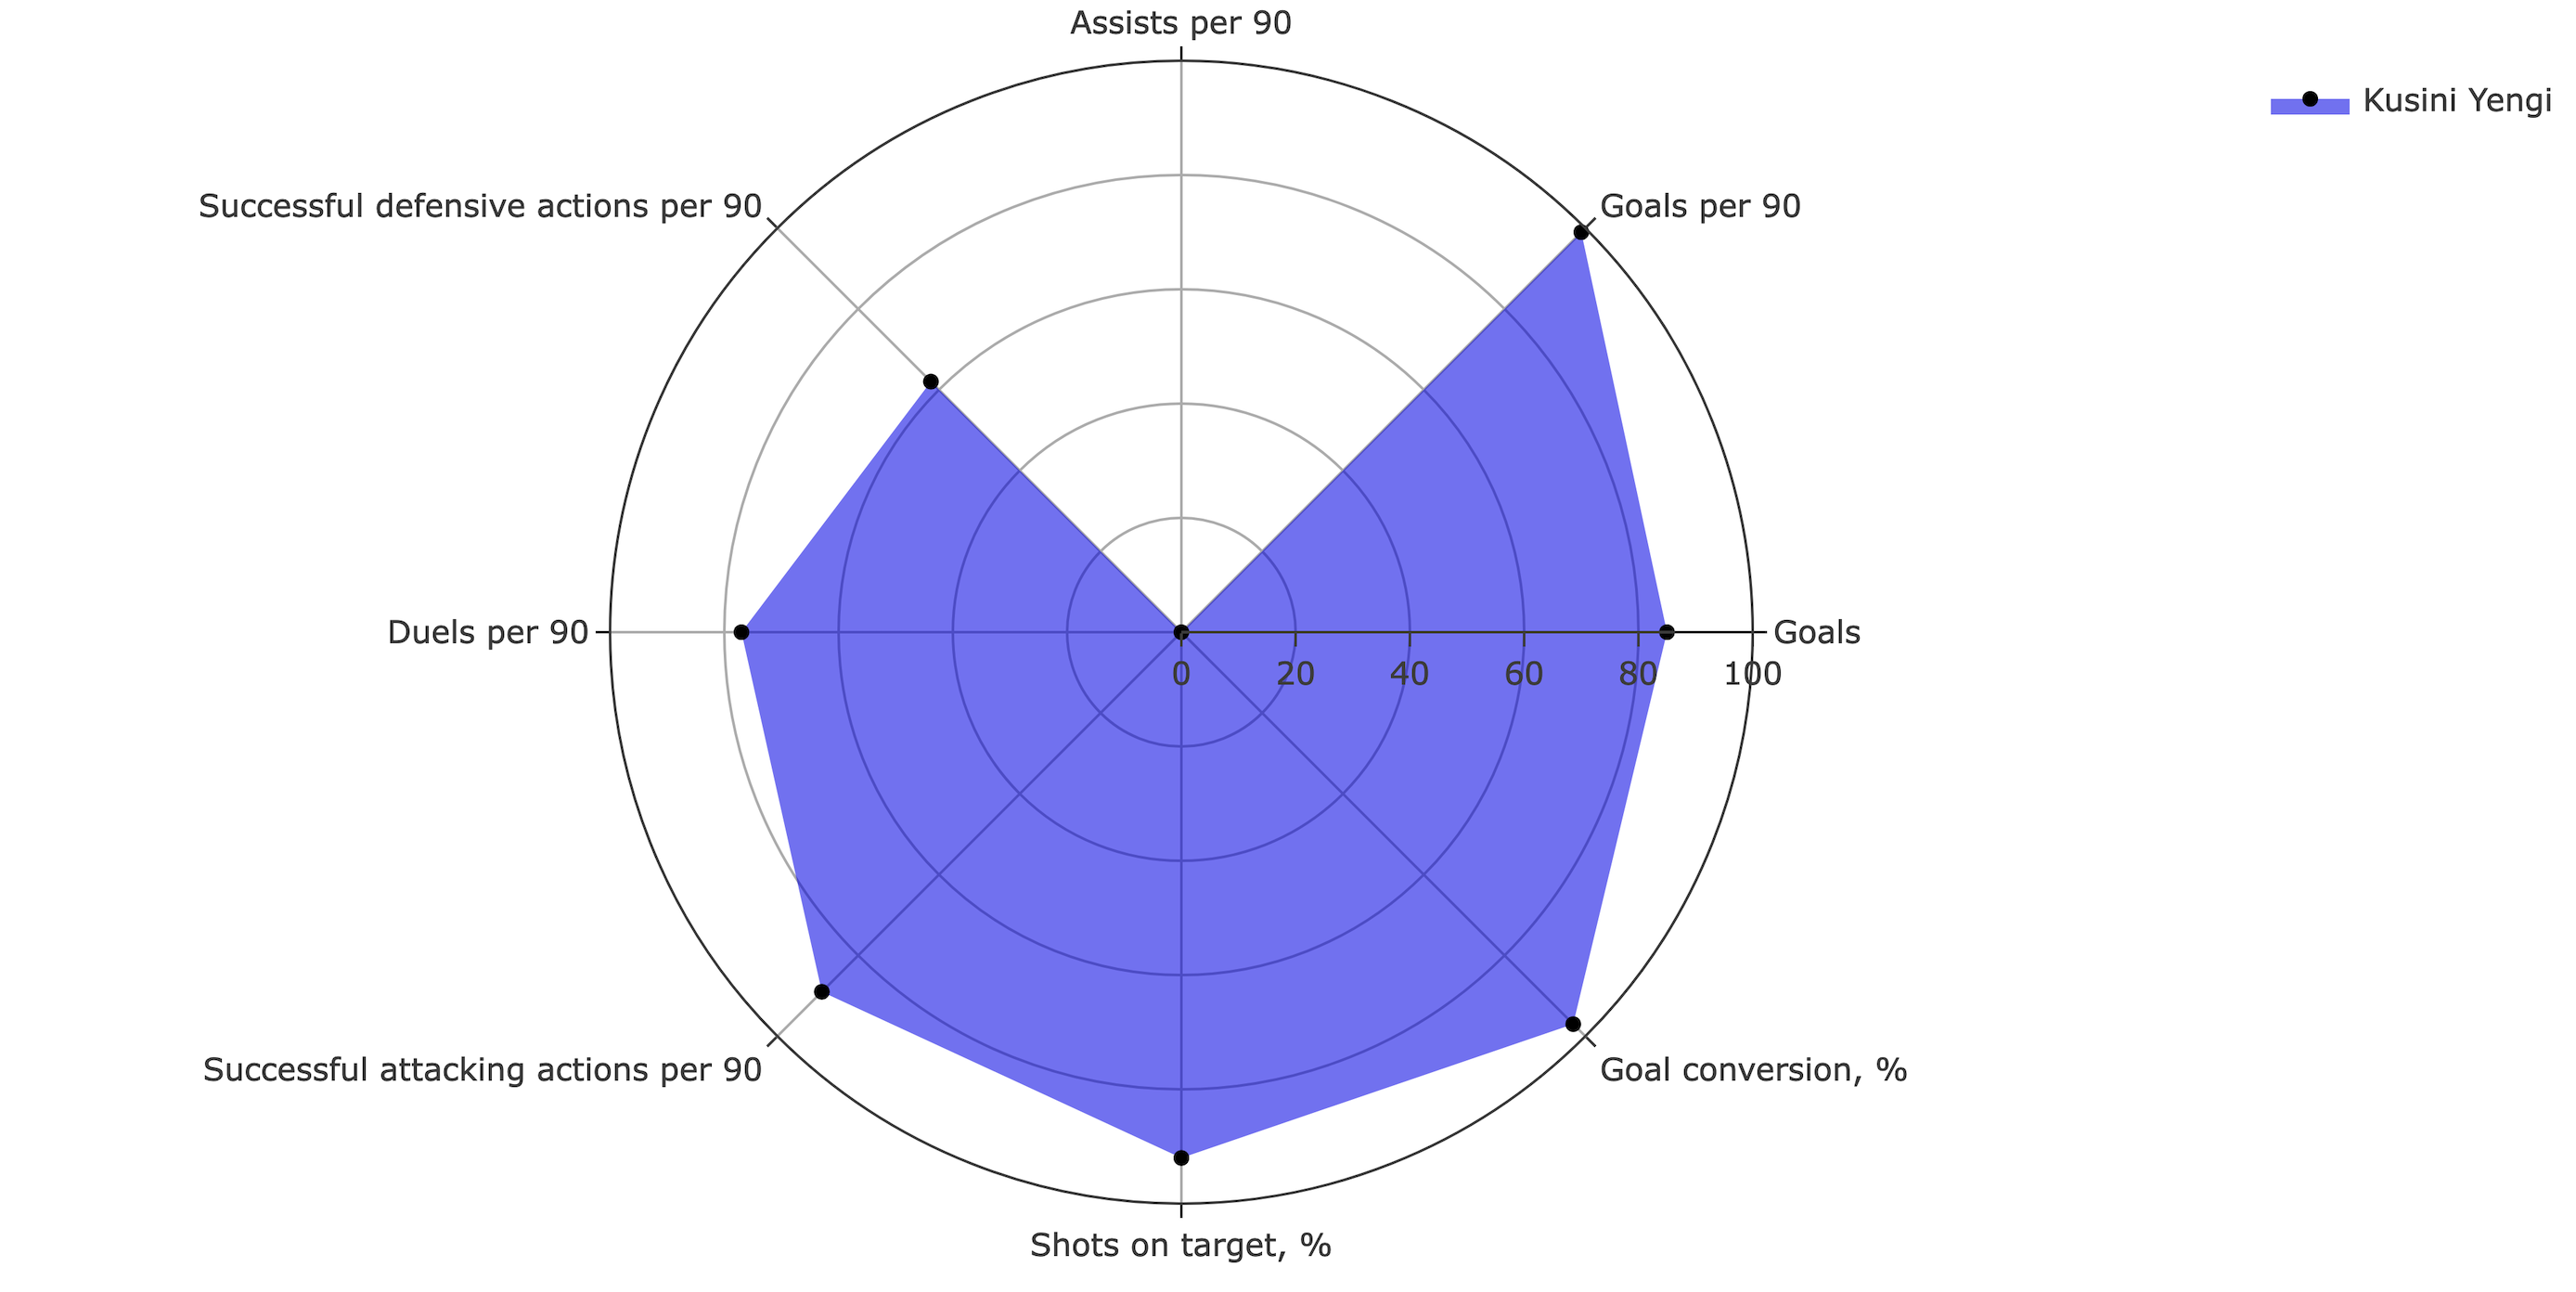 Assists per 90
Kusini Yengi
Successful defensive actions per 90
Goals per 90
Duels per 90
Goals
0 20 40 60 80 100
Successful attacking actions per 90
Goal conversion, %
Shots on target, %